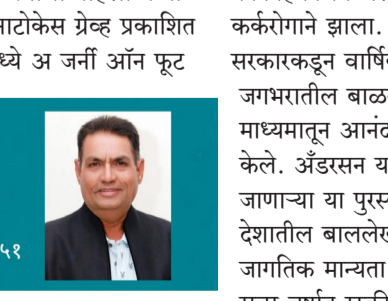 नाटोकेस ग्रेव्ह प्रकाशित
ध्ये अ जर्नी ऑन फूट
५१
कर्करोगाने झाला.
सरकारकडून वार्षि
जगभरातील बाळ
माध्यमातून आनंद
केले. अँडरसन य
जाणाऱ्या या पुरस्
देशातील बाललेख
जागतिक मान्यता